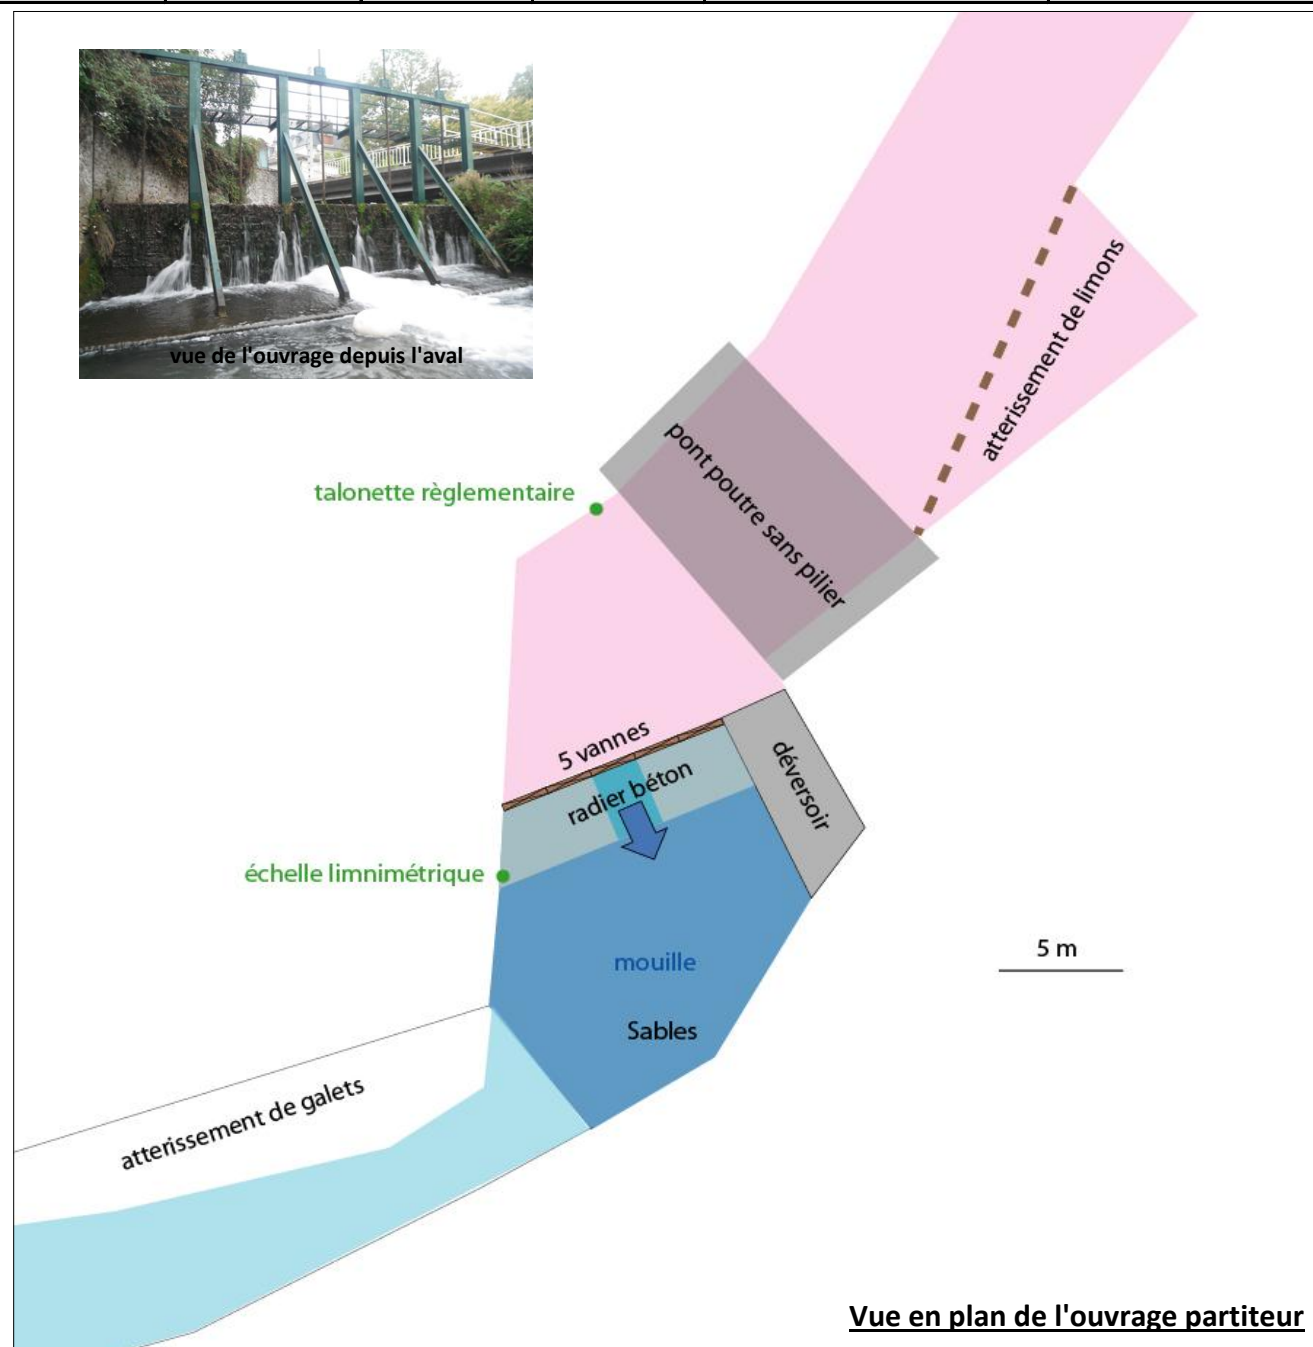 vue de l'ouvrage depuis l'aval
atterissement de limons
pont poutre sans pilier
talonette règlementaire
5 vannes
radier béton
déversoir
échelle limnimétrique
5 m
mouille
Sables
atterissement de galets
Vue en plan de l'ouvrage partiteur